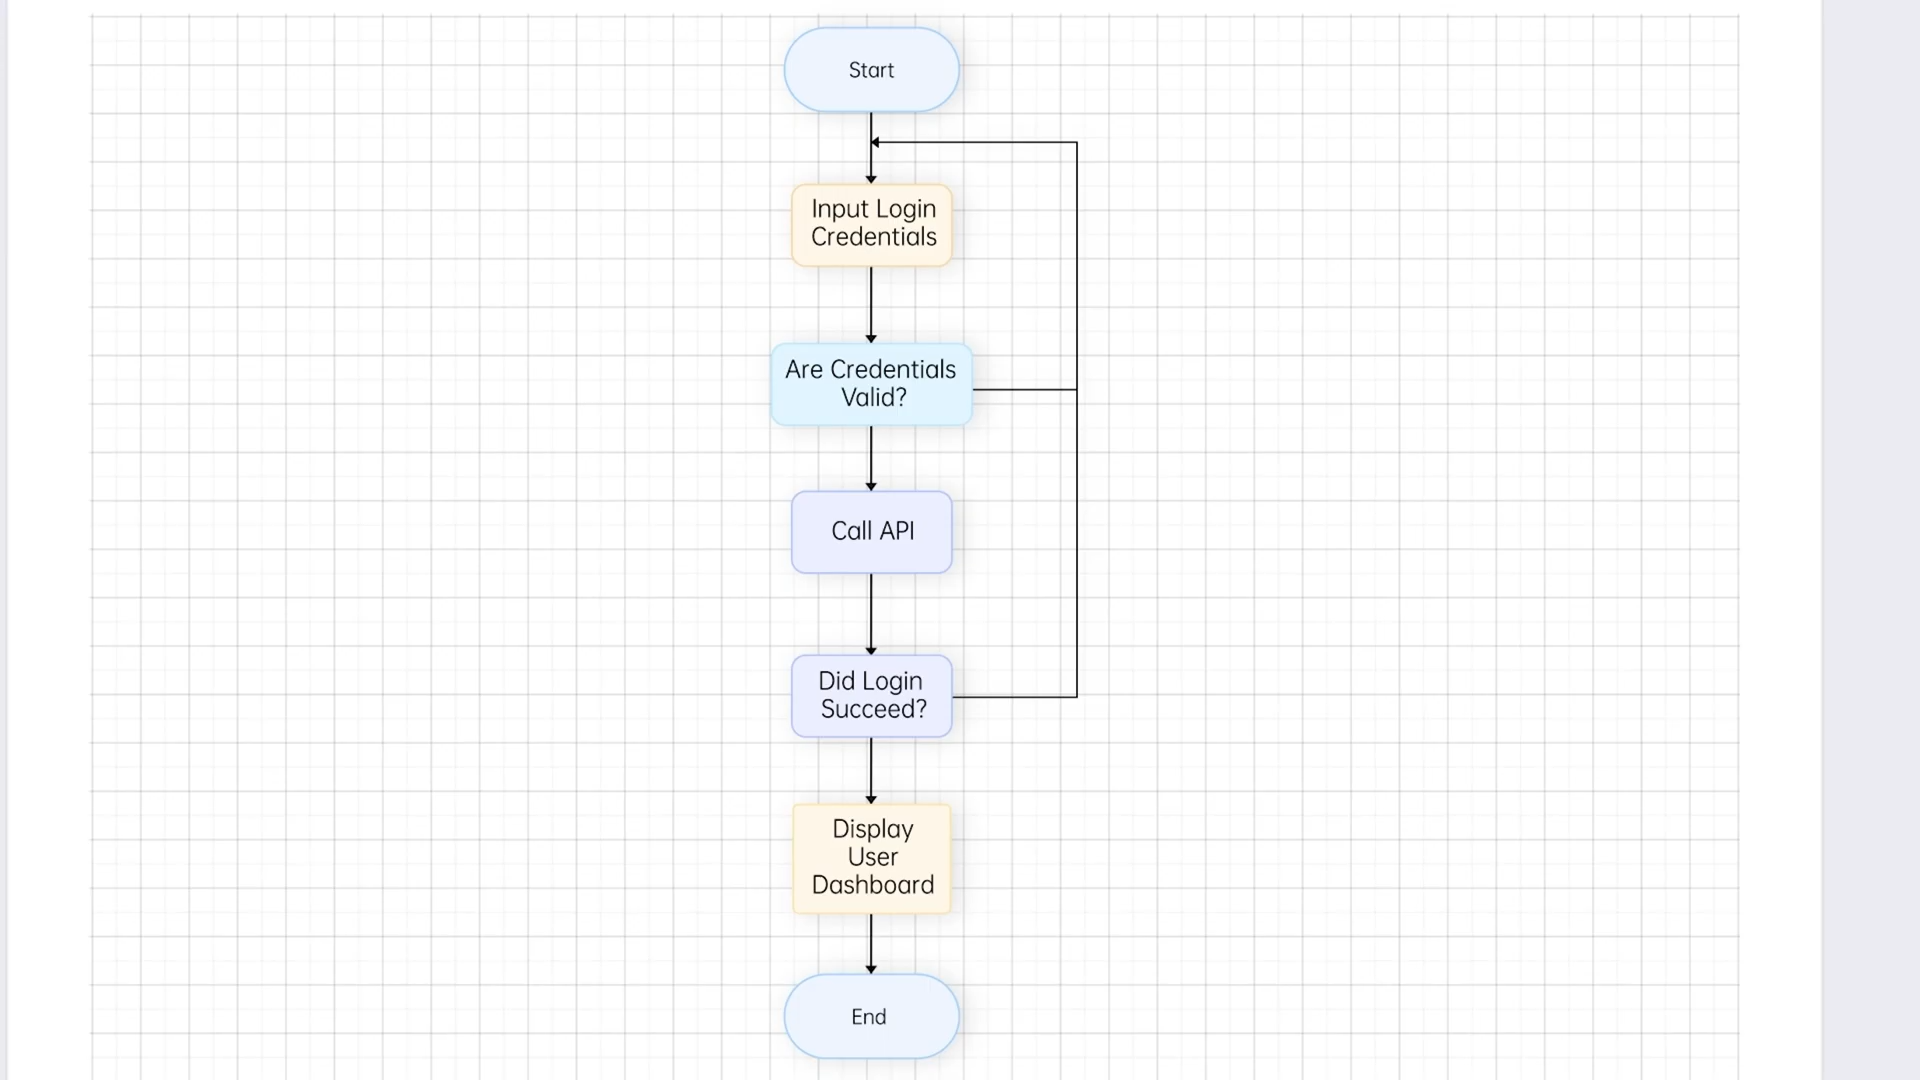 Start
Input Login
Credentials
Are Credentials
Valid?
Call API
Did Login
Succeed?
Display
User
Dashboard
End